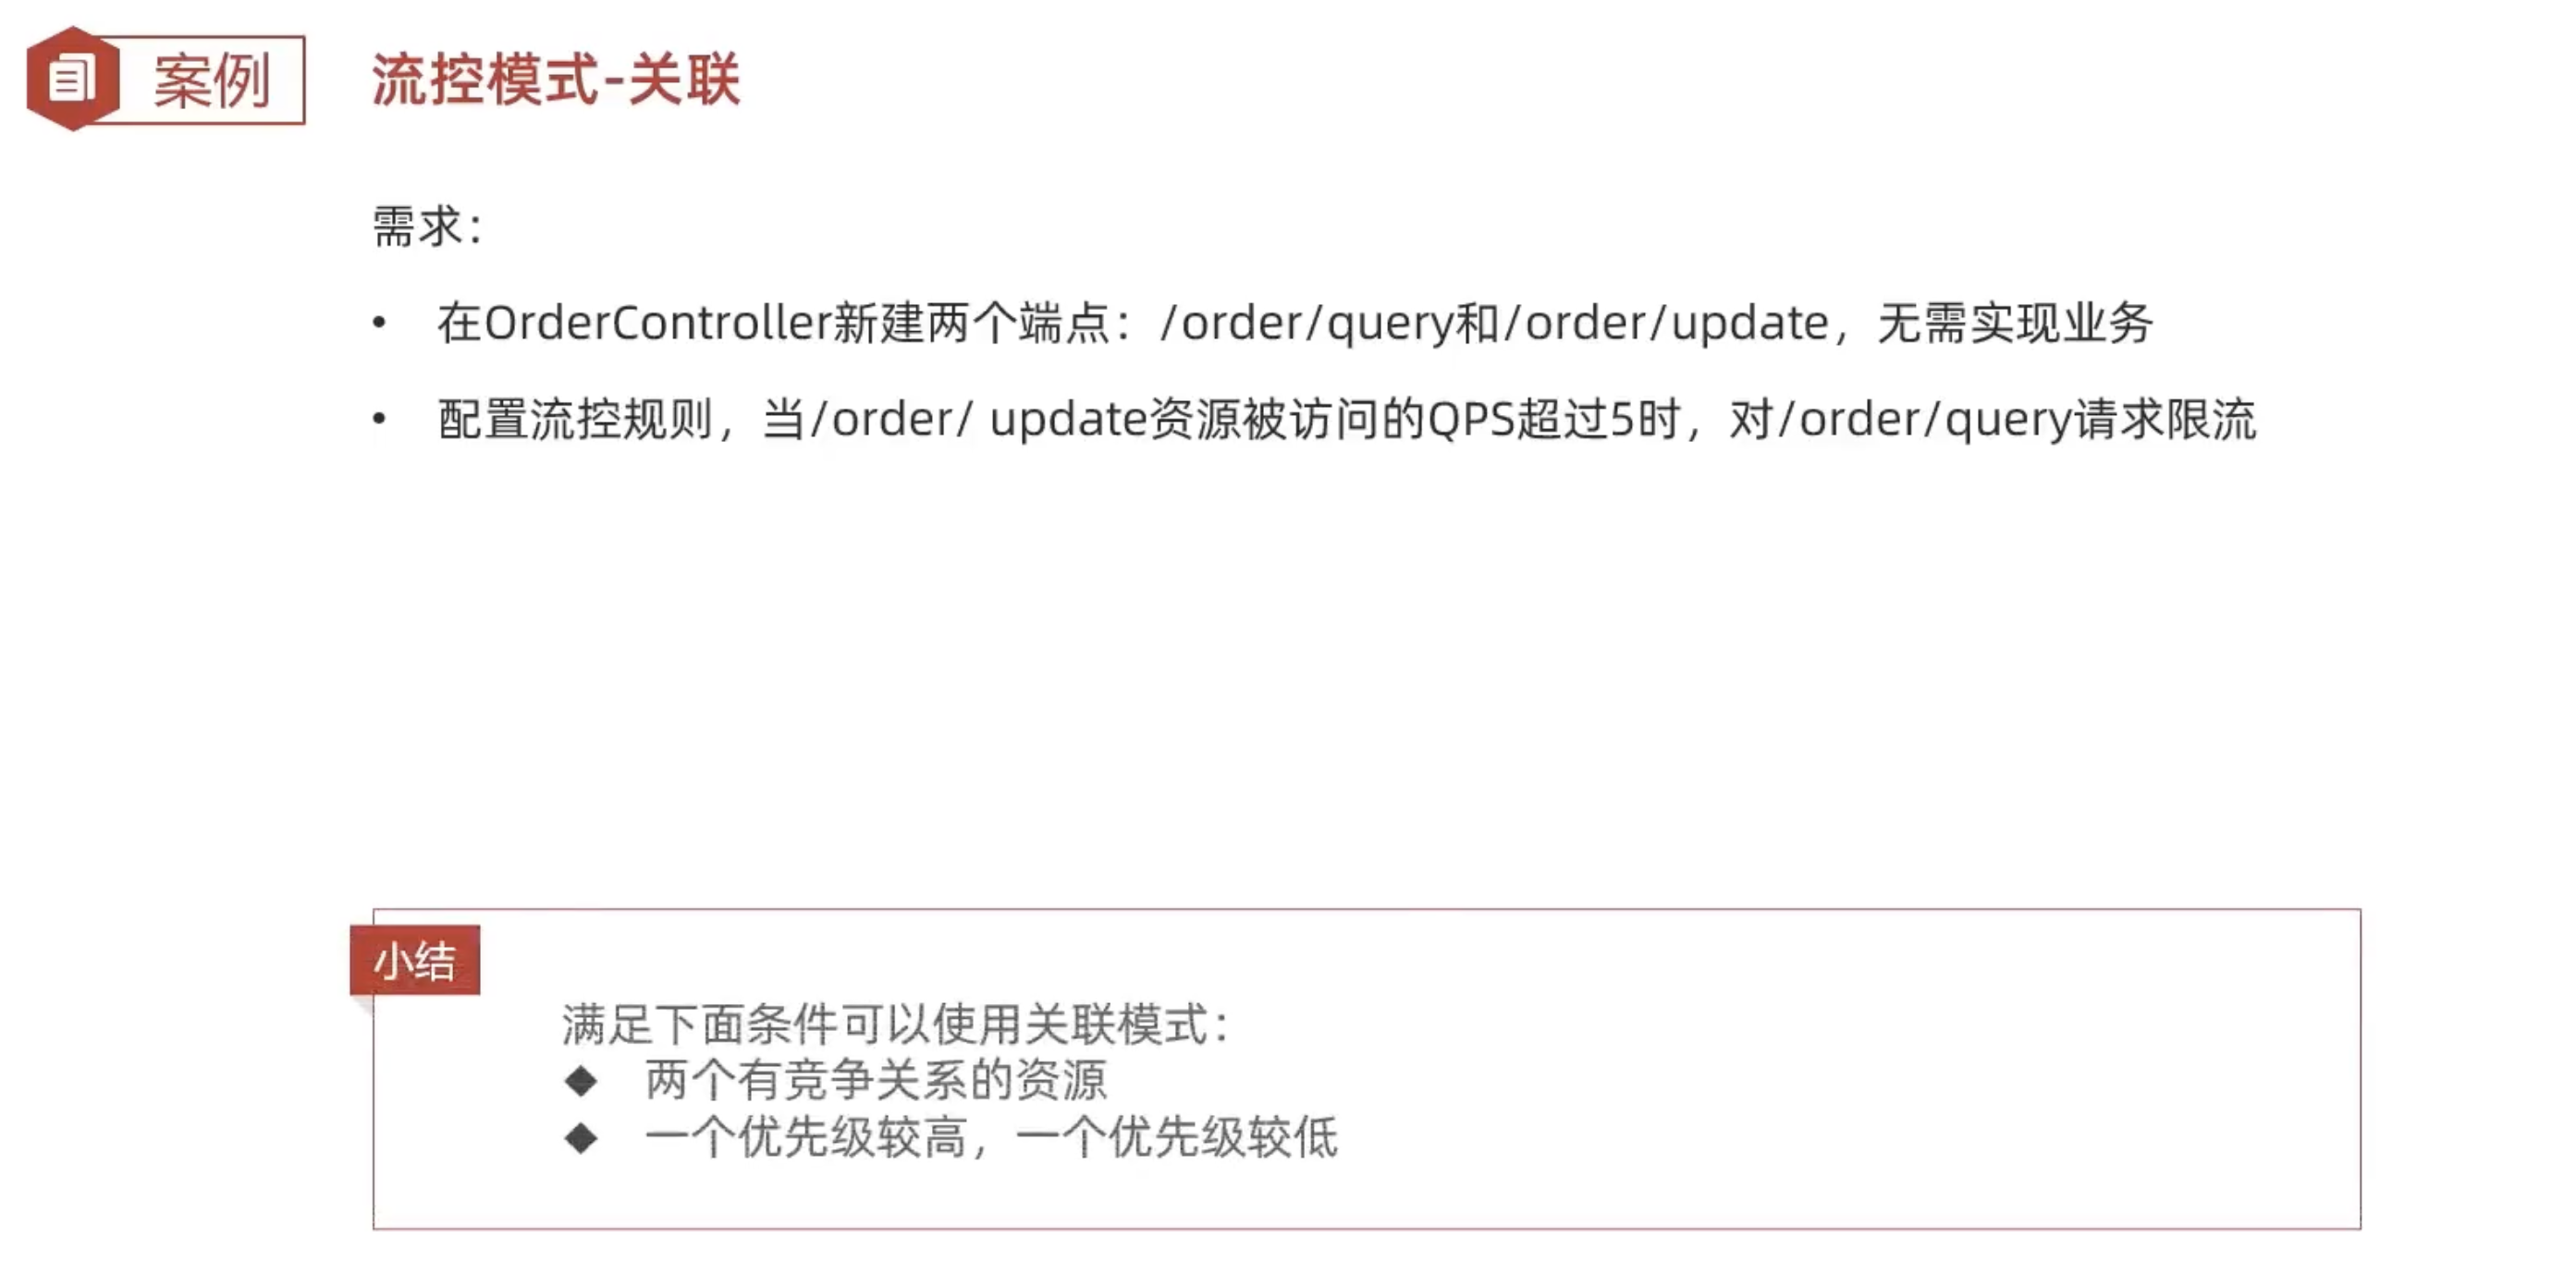 案例
流控模式-关联
需求：
• 在OrderController新建两个端点：/order/query和/order/update，无需实现业务
• 配置流控规则，当/order/ update资源被访问的QPS超过5时，对/order/query请求限流
小结
满足下面条件可以使用关联模式：
◆ 两个有竞争关系的资源
◆ 一个优先级较高，一个优先级较低